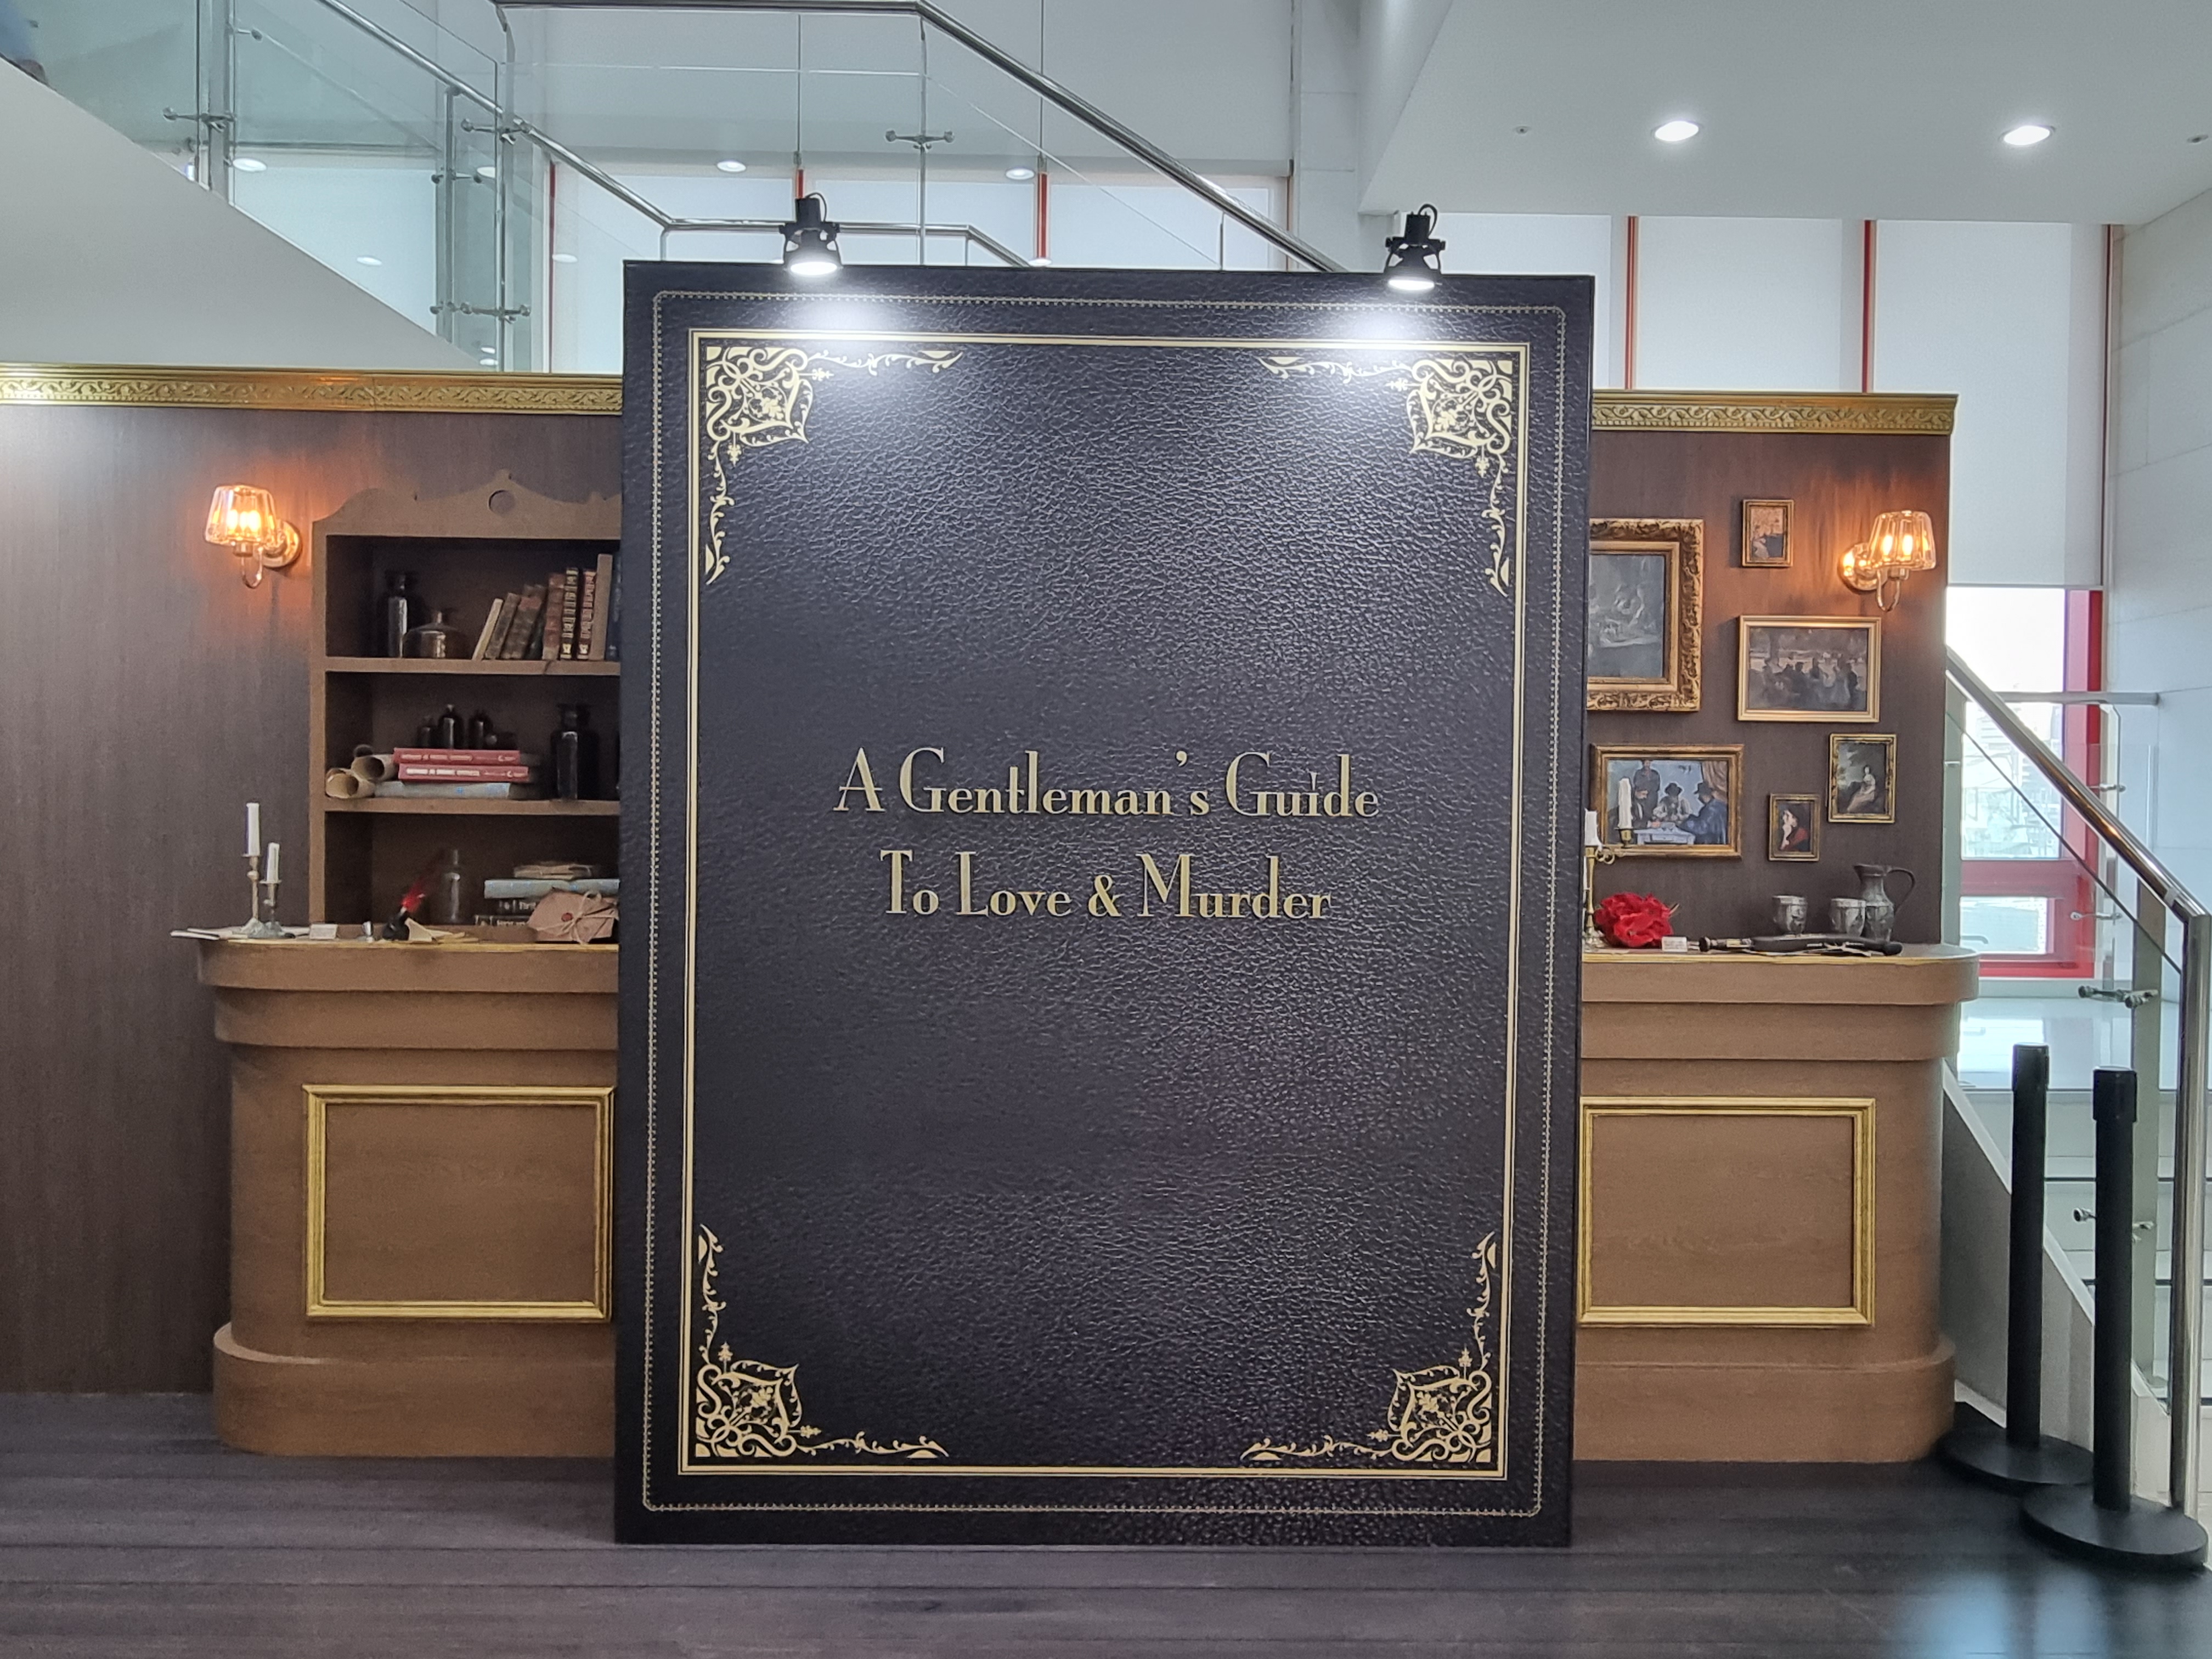 A Gentleman's Guide
To Love & Murder